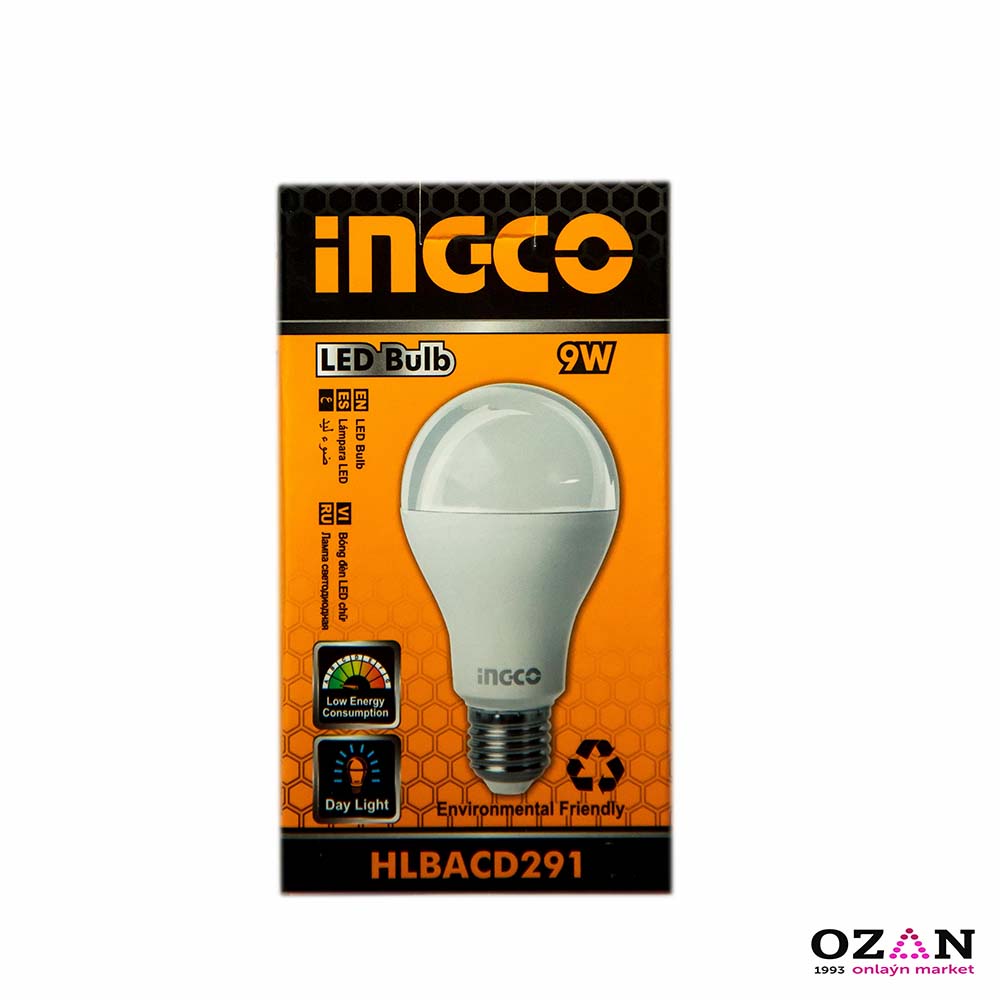 INGCO
LED Bulb
9W
EN LED Bulb
ES Lámpara LED
ع ضوء ليد
VI Bóng đèn LED chữ
RU Лампа светодиодная
INGCO
A B C D E F G
Low Energy
Consumption
Day Light
Environmental Friendly
HLBACD291
OZAN
1993 onlaýn market